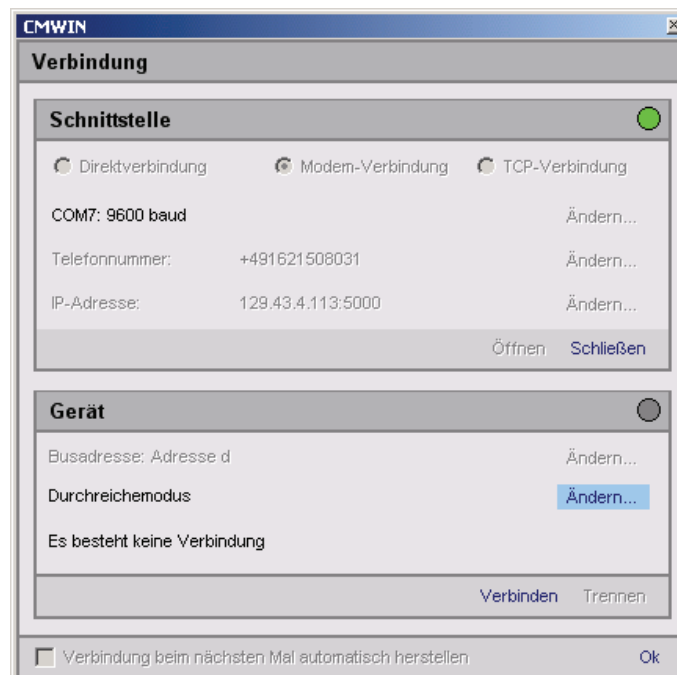 CMWIN
Verbindung
Schnittstelle
Direktverbindung Modem-Verbindung TCP-Verbindung
COM7: 9600 baud Ändern...
Telefonnummer: +491621508031 Ändern...
IP-Adresse: 129.43.4.113:5000 Ändern...
Öffnen Schließen
Gerät
Busadresse: Adresse d Ändern...
Durchreichemodus Ändern...
Es besteht keine Verbindung
Verbinden Trennen
Verbindung beim nächsten Mal automatisch herstellen Ok